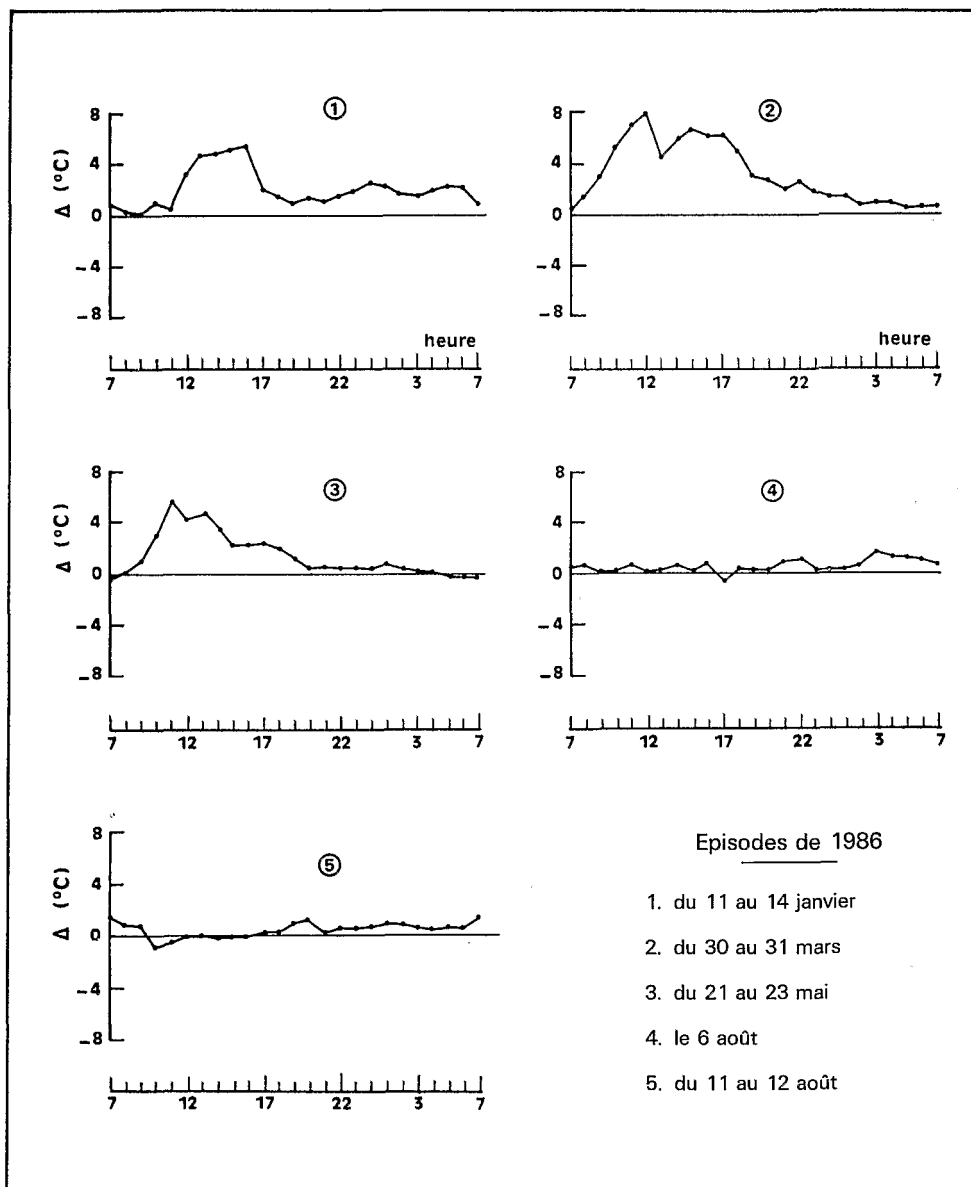 ①
8
4
0
−4
−8
Δ (°C)
heure
7 12 17 22 3 7
②
8
4
0
−4
−8
heure
7 12 17 22 3 7
③
8
4
0
−4
−8
Δ (°C)
7 12 17 22 3 7
④
8
4
0
−4
−8
7 12 17 22 3 7
⑤
8
4
0
−4
−8
Δ (°C)
7 12 17 22 3 7
Episodes de 1986
1. du 11 au 14 janvier
2. du 30 au 31 mars
3. du 21 au 23 mai
4. le 6 août
5. du 11 au 12 août